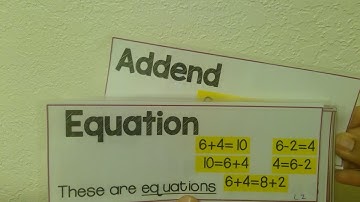 Addend
Equation
6+4=10 6-2=4
10=6+4 4=6-2
These are equations 6+4=8+2